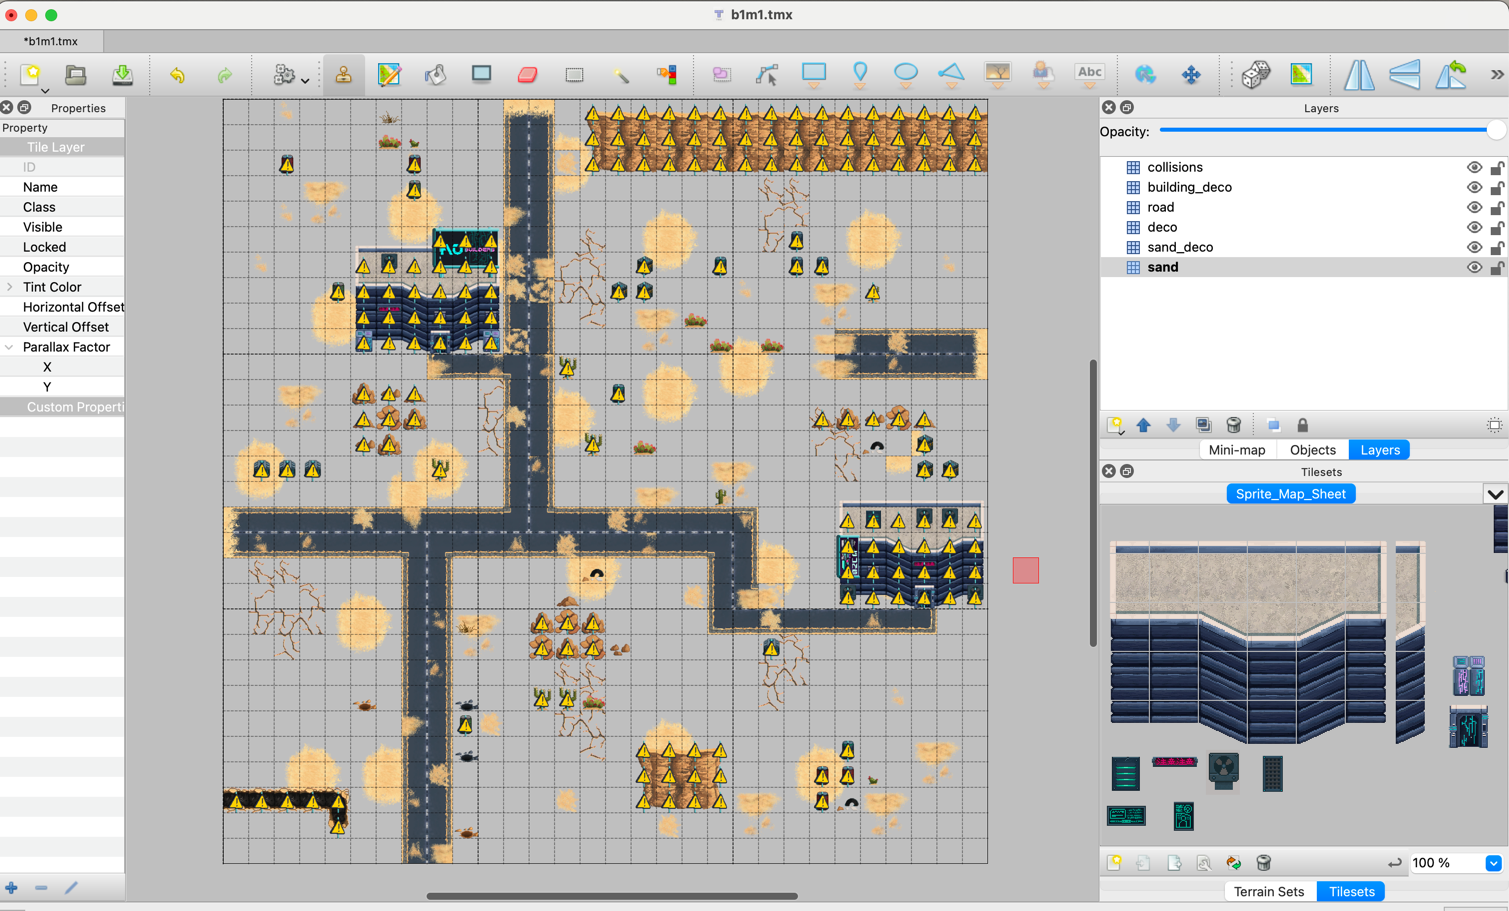 b1m1.tmx
*b1m1.tmx
Abc
Properties
Property
Tile Layer
ID
Name
Class
Visible
Locked
Opacity
Tint Color
Horizontal Offset
Vertical Offset
Parallax Factor
X
Y
Custom Properti
Layers
Opacity:
collisions
building_deco
road
deco
sand_deco
sand
Mini-map
Objects
Layers
Tilesets
Sprite_Map_Sheet
100 %
Terrain Sets
Tilesets